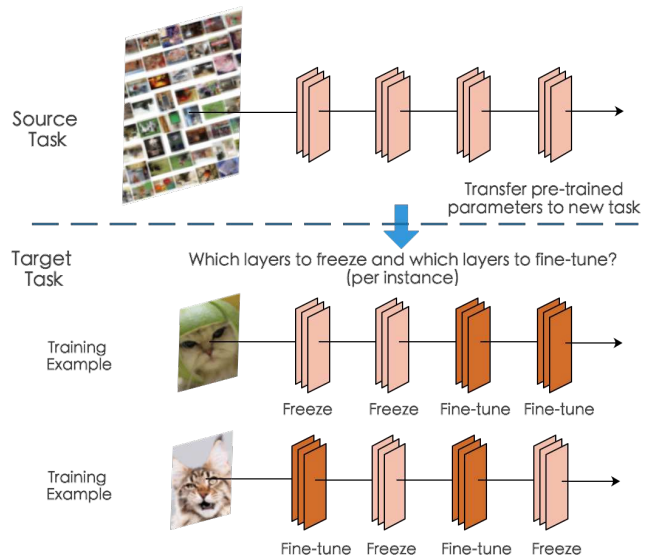 Source
Task
Transfer pre-trained
parameters to new task
Target
Task
Which layers to freeze and which layers to fine-tune?
(per instance)
Training
Example
Freeze Freeze Fine-tune Fine-tune
Training
Example
Fine-tune Freeze Fine-tune Freeze